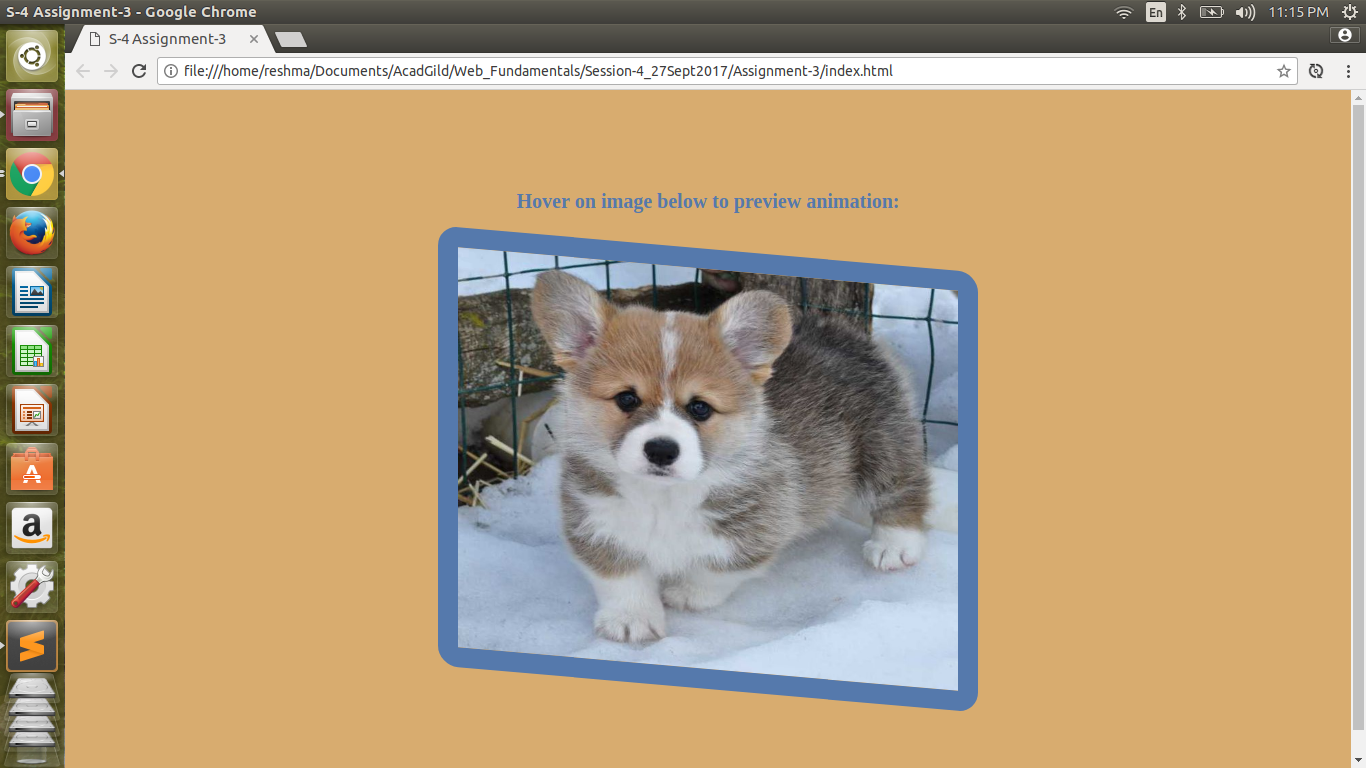 S-4 Assignment-3 - Google Chrome
En
11:15 PM
S-4 Assignment-3
file:///home/reshma/Documents/AcadGild/Web_Fundamentals/Session-4_27Sept2017/Assignment-3/index.html
Hover on image below to preview animation: